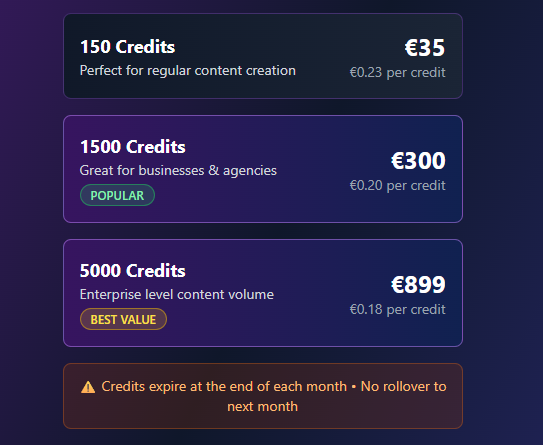 150 Credits
Perfect for regular content creation
€35
€0.23 per credit
1500 Credits
Great for businesses & agencies
POPULAR
€300
€0.20 per credit
5000 Credits
Enterprise level content volume
BEST VALUE
€899
€0.18 per credit
⚠ Credits expire at the end of each month • No rollover to
next month